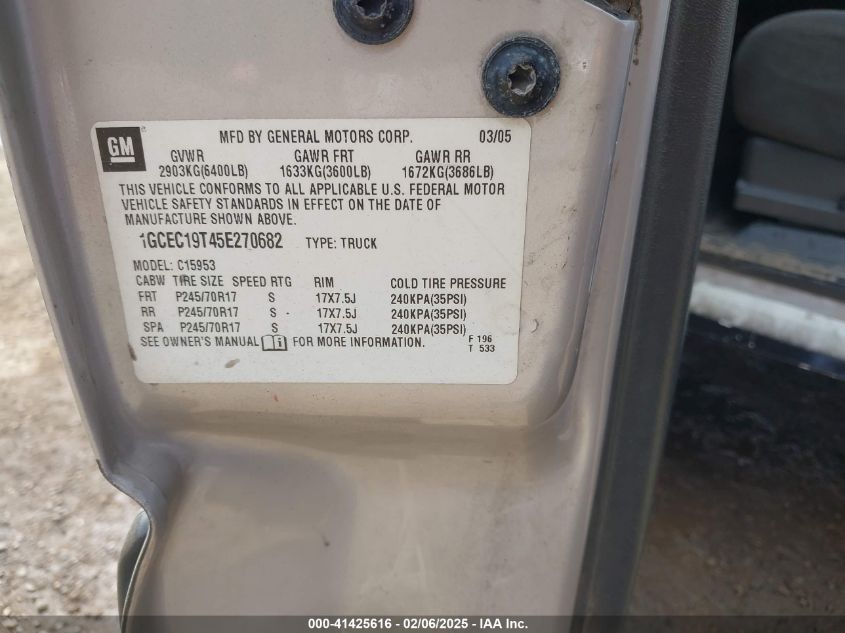 GM
MFD BY GENERAL MOTORS CORP. 03/05
GVWR GAWR FRT GAWR RR
2903KG(6400LB) 1633KG(3600LB) 1672KG(3686LB)
THIS VEHICLE CONFORMS TO ALL APPLICABLE U.S. FEDERAL MOTOR
VEHICLE SAFETY STANDARDS IN EFFECT ON THE DATE OF
MANUFACTURE SHOWN ABOVE.
1GCEC19T45E270682 TYPE: TRUCK
MODEL: C15953
CABW TIRE SIZE SPEED RTG RIM COLD TIRE PRESSURE
FRT P245/70R17 S 17X7.5J 240KPA(35PSI)
RR P245/70R17 S 17X7.5J 240KPA(35PSI)
SPA P245/70R17 S 17X7.5J 240KPA(35PSI)
SEE OWNER'S MANUAL FOR MORE INFORMATION. F 196
T 533
000-41425616 - 02/06/2025 - IAA Inc.